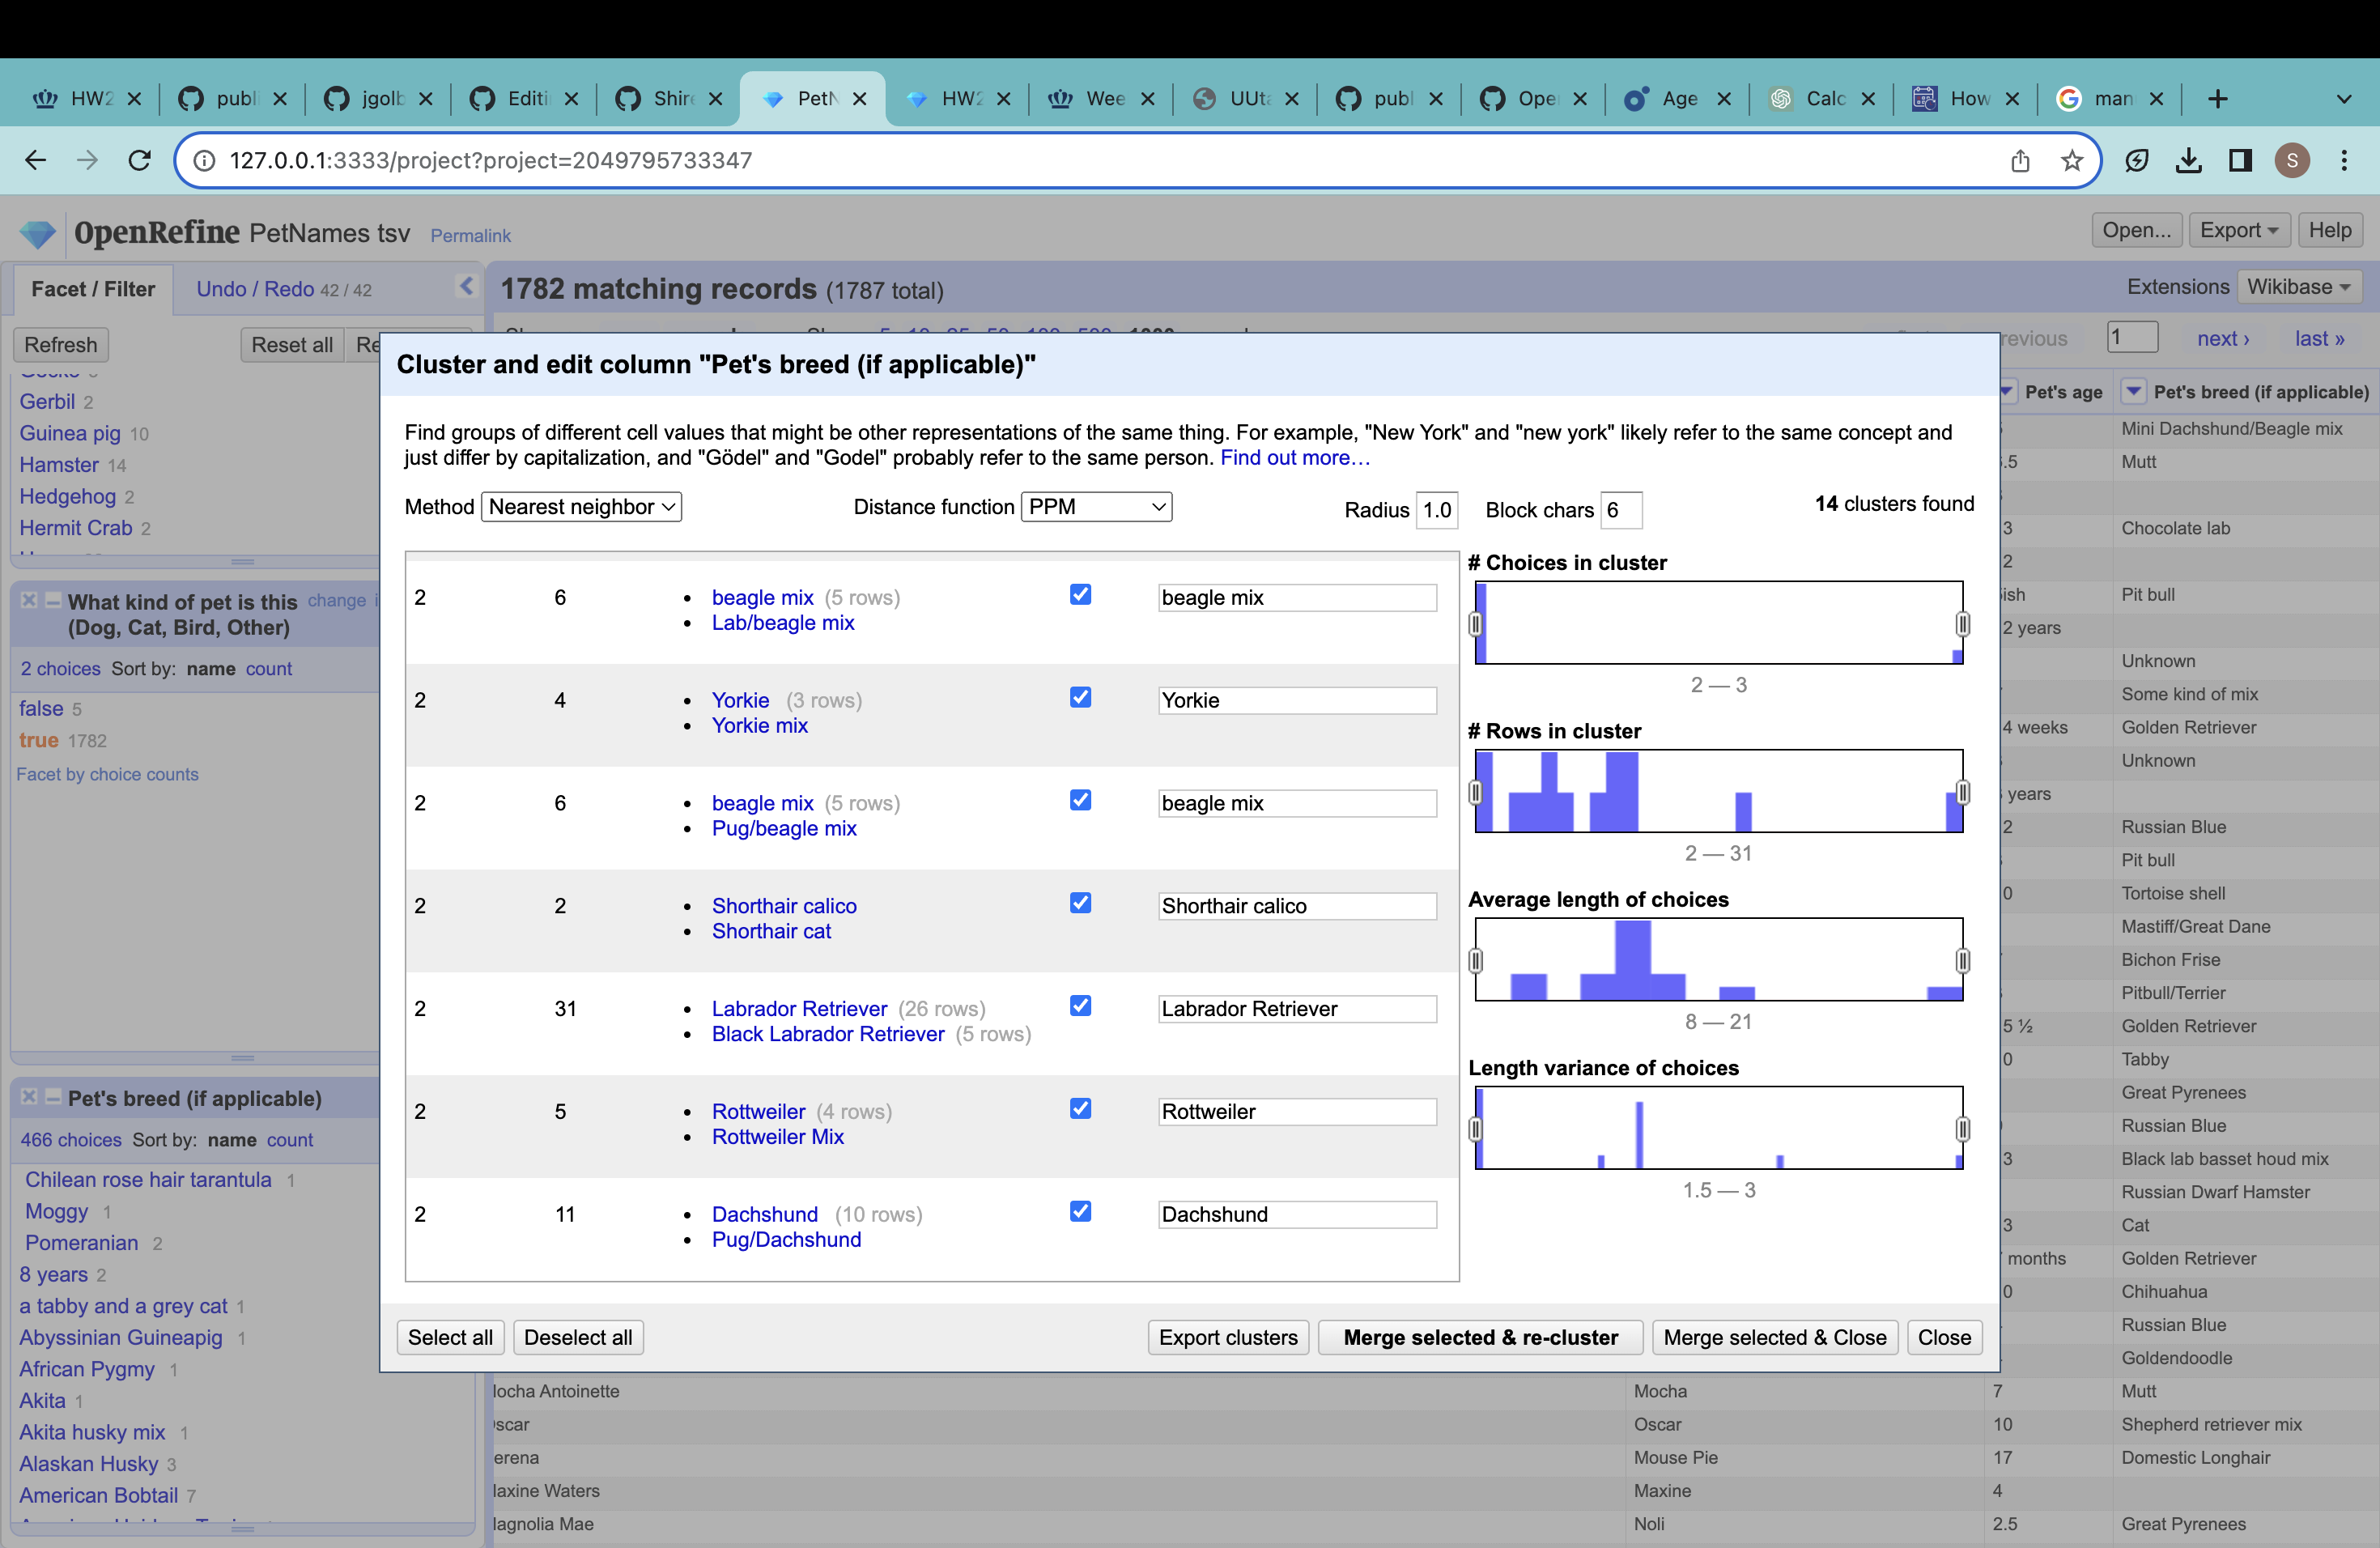 HW2 publ jgolb Editi Shire PetN HW2 Wee UUta publ Ope Age Calc How man
127.0.0.1:3333/project?project=2049795733347
S
OpenRefine PetNames tsv Permalink
Open... Export Help
Facet / Filter Undo / Redo 42 / 42
1782 matching records (1787 total)
Extensions Wikibase
Refresh Reset all Re
5 10 25 50 100 500 1000
revious 1 next › last »
Gerbil 2
Guinea pig 10
Hamster 14
Hedgehog 2
Hermit Crab 2
What kind of pet is this change
(Dog, Cat, Bird, Other)
2 choices Sort by: name count
false 5
true 1782
Facet by choice counts
Pet's breed (if applicable)
466 choices Sort by: name count
Chilean rose hair tarantula 1
Moggy 1
Pomeranian 2
8 years 2
a tabby and a grey cat 1
Abyssinian Guineapig 1
African Pygmy 1
Akita 1
Akita husky mix 1
Alaskan Husky 3
American Bobtail 7
Cluster and edit column "Pet's breed (if applicable)"
Find groups of different cell values that might be other representations of the same thing. For example, "New York" and "new york" likely refer to the same concept and
just differ by capitalization, and "Gödel" and "Godel" probably refer to the same person. Find out more…
Method Nearest neighbor Distance function PPM Radius 1.0 Block chars 6 14 clusters found
2 6 • beagle mix (5 rows) beagle mix
• Lab/beagle mix
2 4 • Yorkie (3 rows) Yorkie
• Yorkie mix
2 6 • beagle mix (5 rows) beagle mix
• Pug/beagle mix
2 2 • Shorthair calico Shorthair calico
• Shorthair cat
2 31 • Labrador Retriever (26 rows) Labrador Retriever
• Black Labrador Retriever (5 rows)
2 5 • Rottweiler (4 rows) Rottweiler
• Rottweiler Mix
2 11 • Dachshund (10 rows) Dachshund
• Pug/Dachshund
# Choices in cluster
2 — 3
# Rows in cluster
2 — 31
Average length of choices
8 — 21
Length variance of choices
1.5 — 3
Select all Deselect all Export clusters Merge selected & re-cluster Merge selected & Close Close
Pet's age Pet's breed (if applicable)
Mini Dachshund/Beagle mix
.5 Mutt
3 Chocolate lab
2
ish Pit bull
2 years
Unknown
Some kind of mix
4 weeks Golden Retriever
Unknown
years
2 Russian Blue
Pit bull
0 Tortoise shell
Mastiff/Great Dane
Bichon Frise
Pitbull/Terrier
5 ½ Golden Retriever
0 Tabby
Great Pyrenees
Russian Blue
3 Black lab basset houd mix
Russian Dwarf Hamster
3 Cat
months Golden Retriever
0 Chihuahua
Russian Blue
Goldendoodle
locha Antoinette Mocha 7 Mutt
scar Oscar 10 Shepherd retriever mix
erena Mouse Pie 17 Domestic Longhair
laxine Waters Maxine 4
lagnolia Mae Noli 2.5 Great Pyrenees